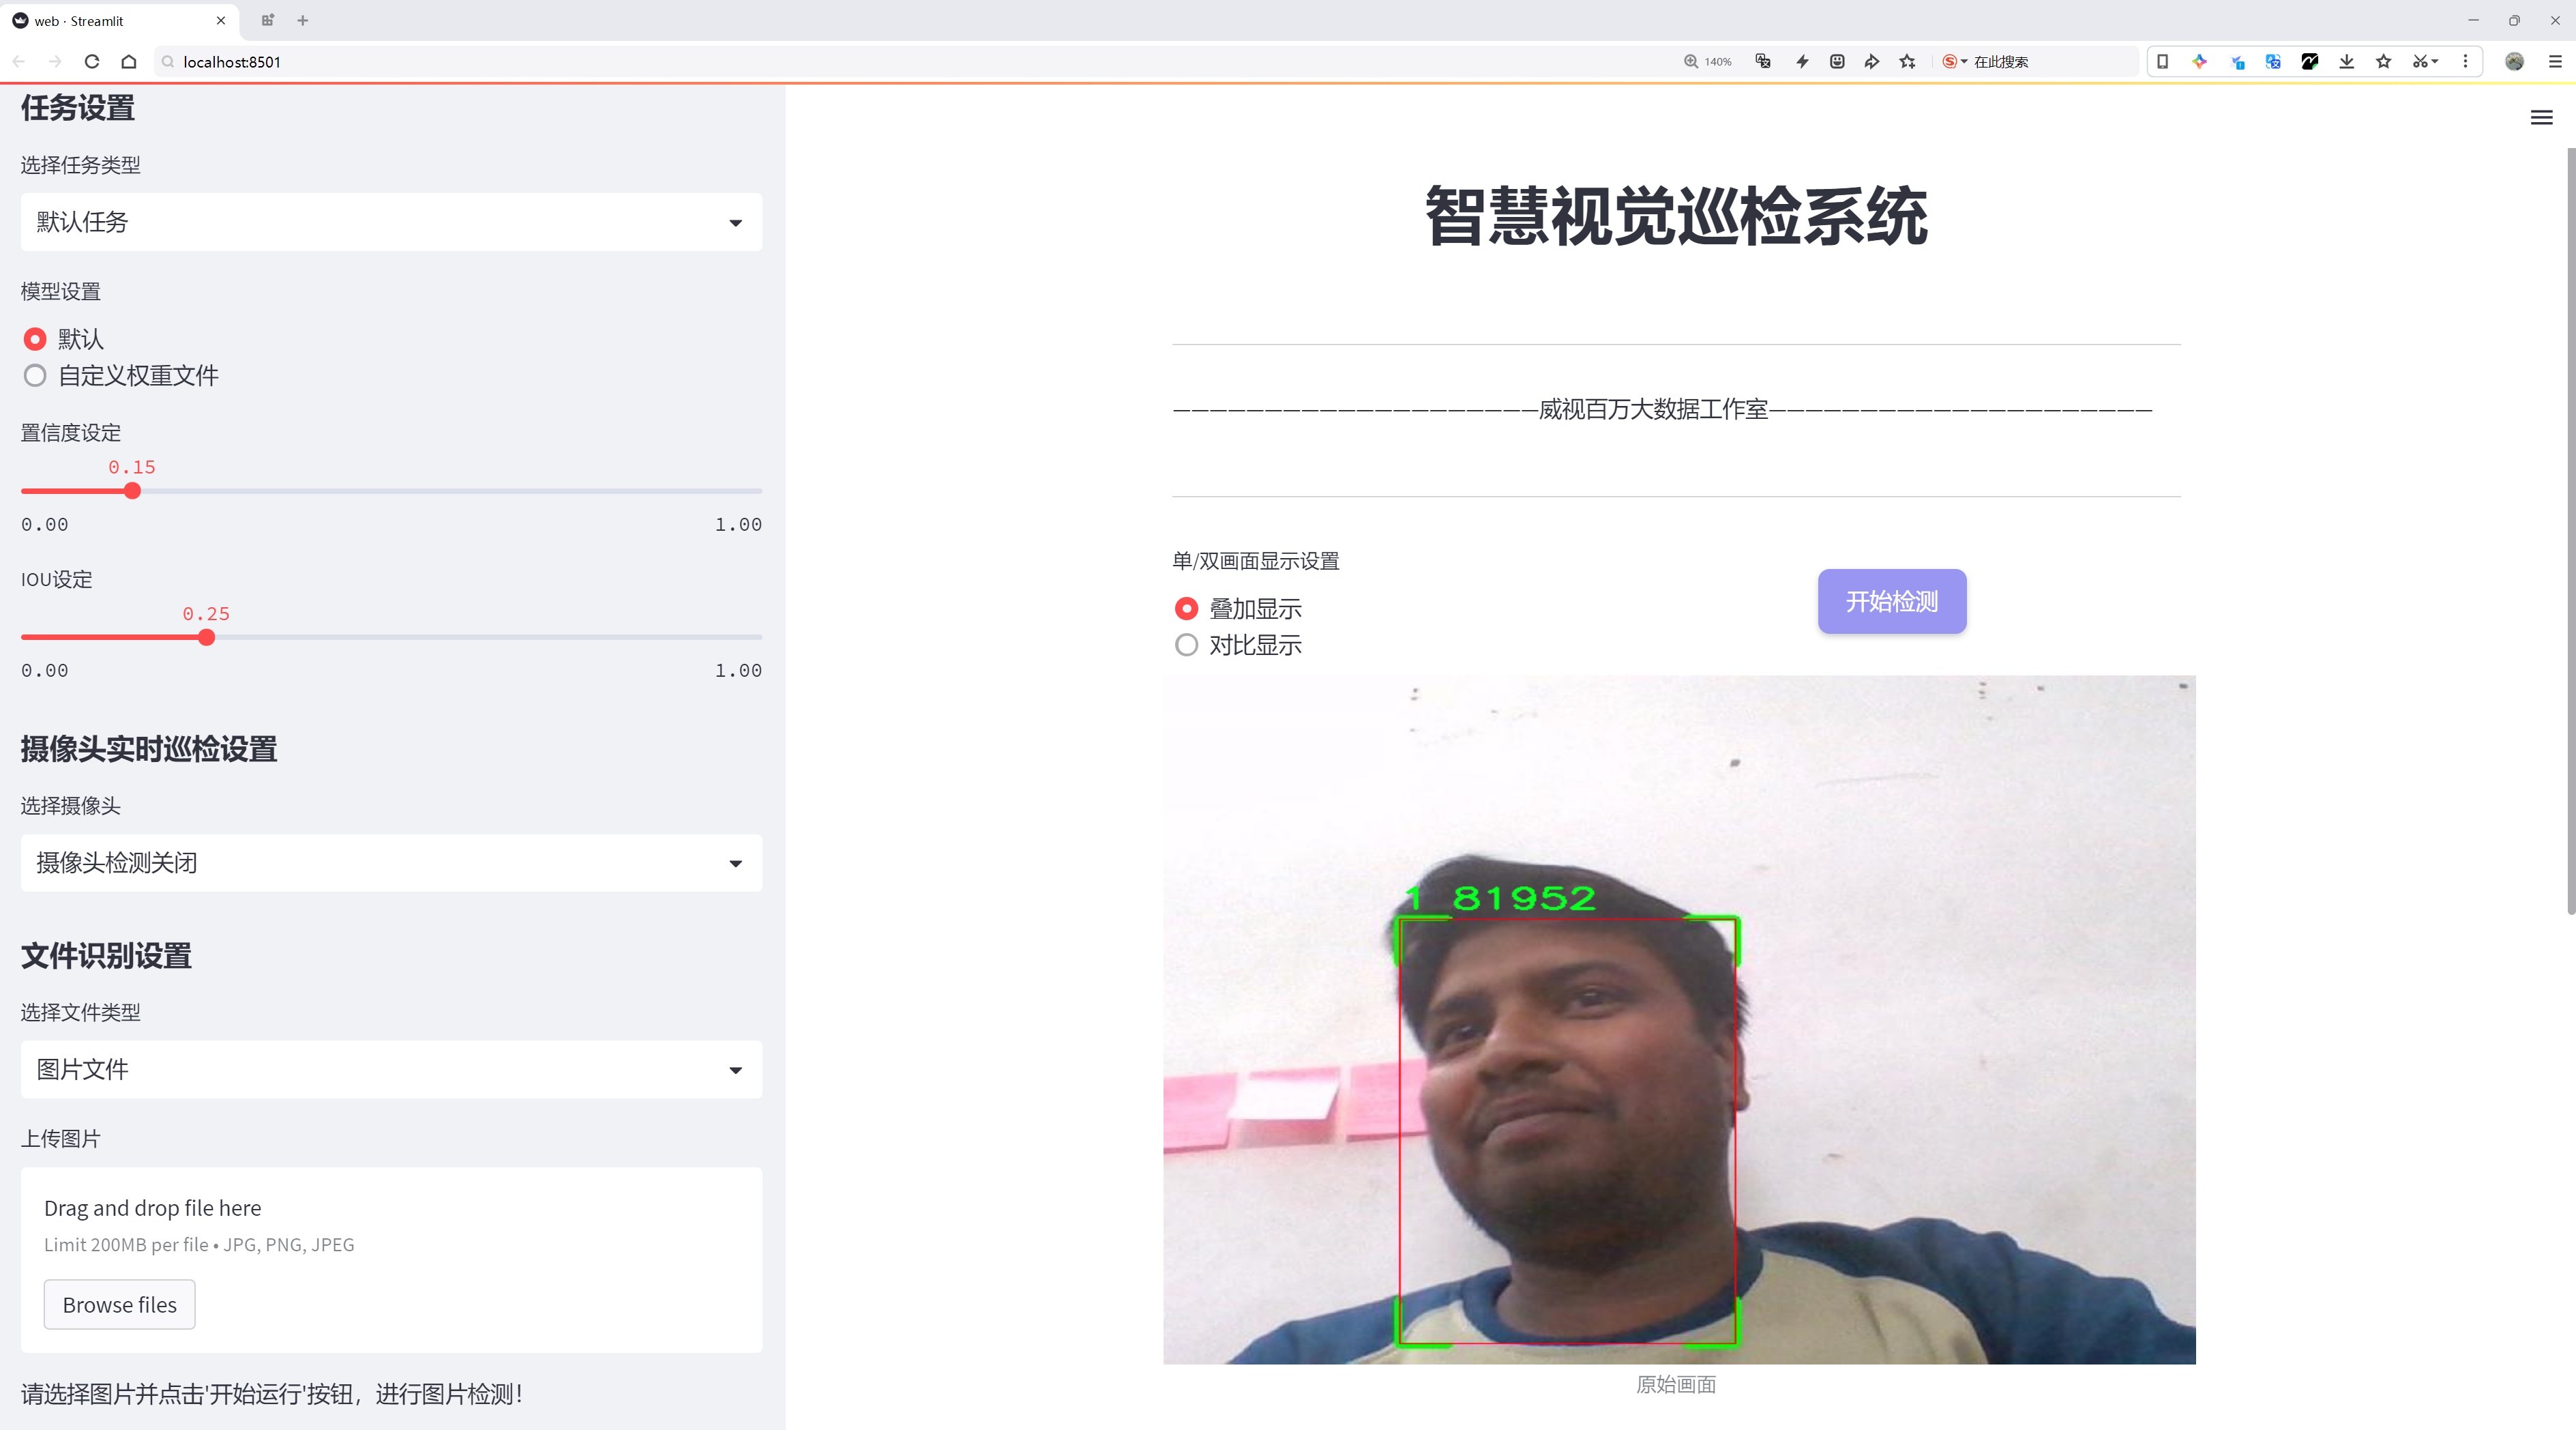 web · Streamlit
localhost:8501
140%
在此搜索
任务设置
选择任务类型
默认任务
模型设置
默认
自定义权重文件
置信度设定
0.15
0.00
1.00
IOU设定
0.25
0.00
1.00
摄像头实时巡检设置
选择摄像头
摄像头检测关闭
文件识别设置
选择文件类型
图片文件
上传图片
Drag and drop file here
Limit 200MB per file • JPG, PNG, JPEG
Browse files
请选择图片并点击'开始运行'按钮，进行图片检测！
智慧视觉巡检系统
————————————————————威视百万大数据工作室—————————————————————
单/双画面显示设置
叠加显示
对比显示
开始检测
1 81952
原始画面